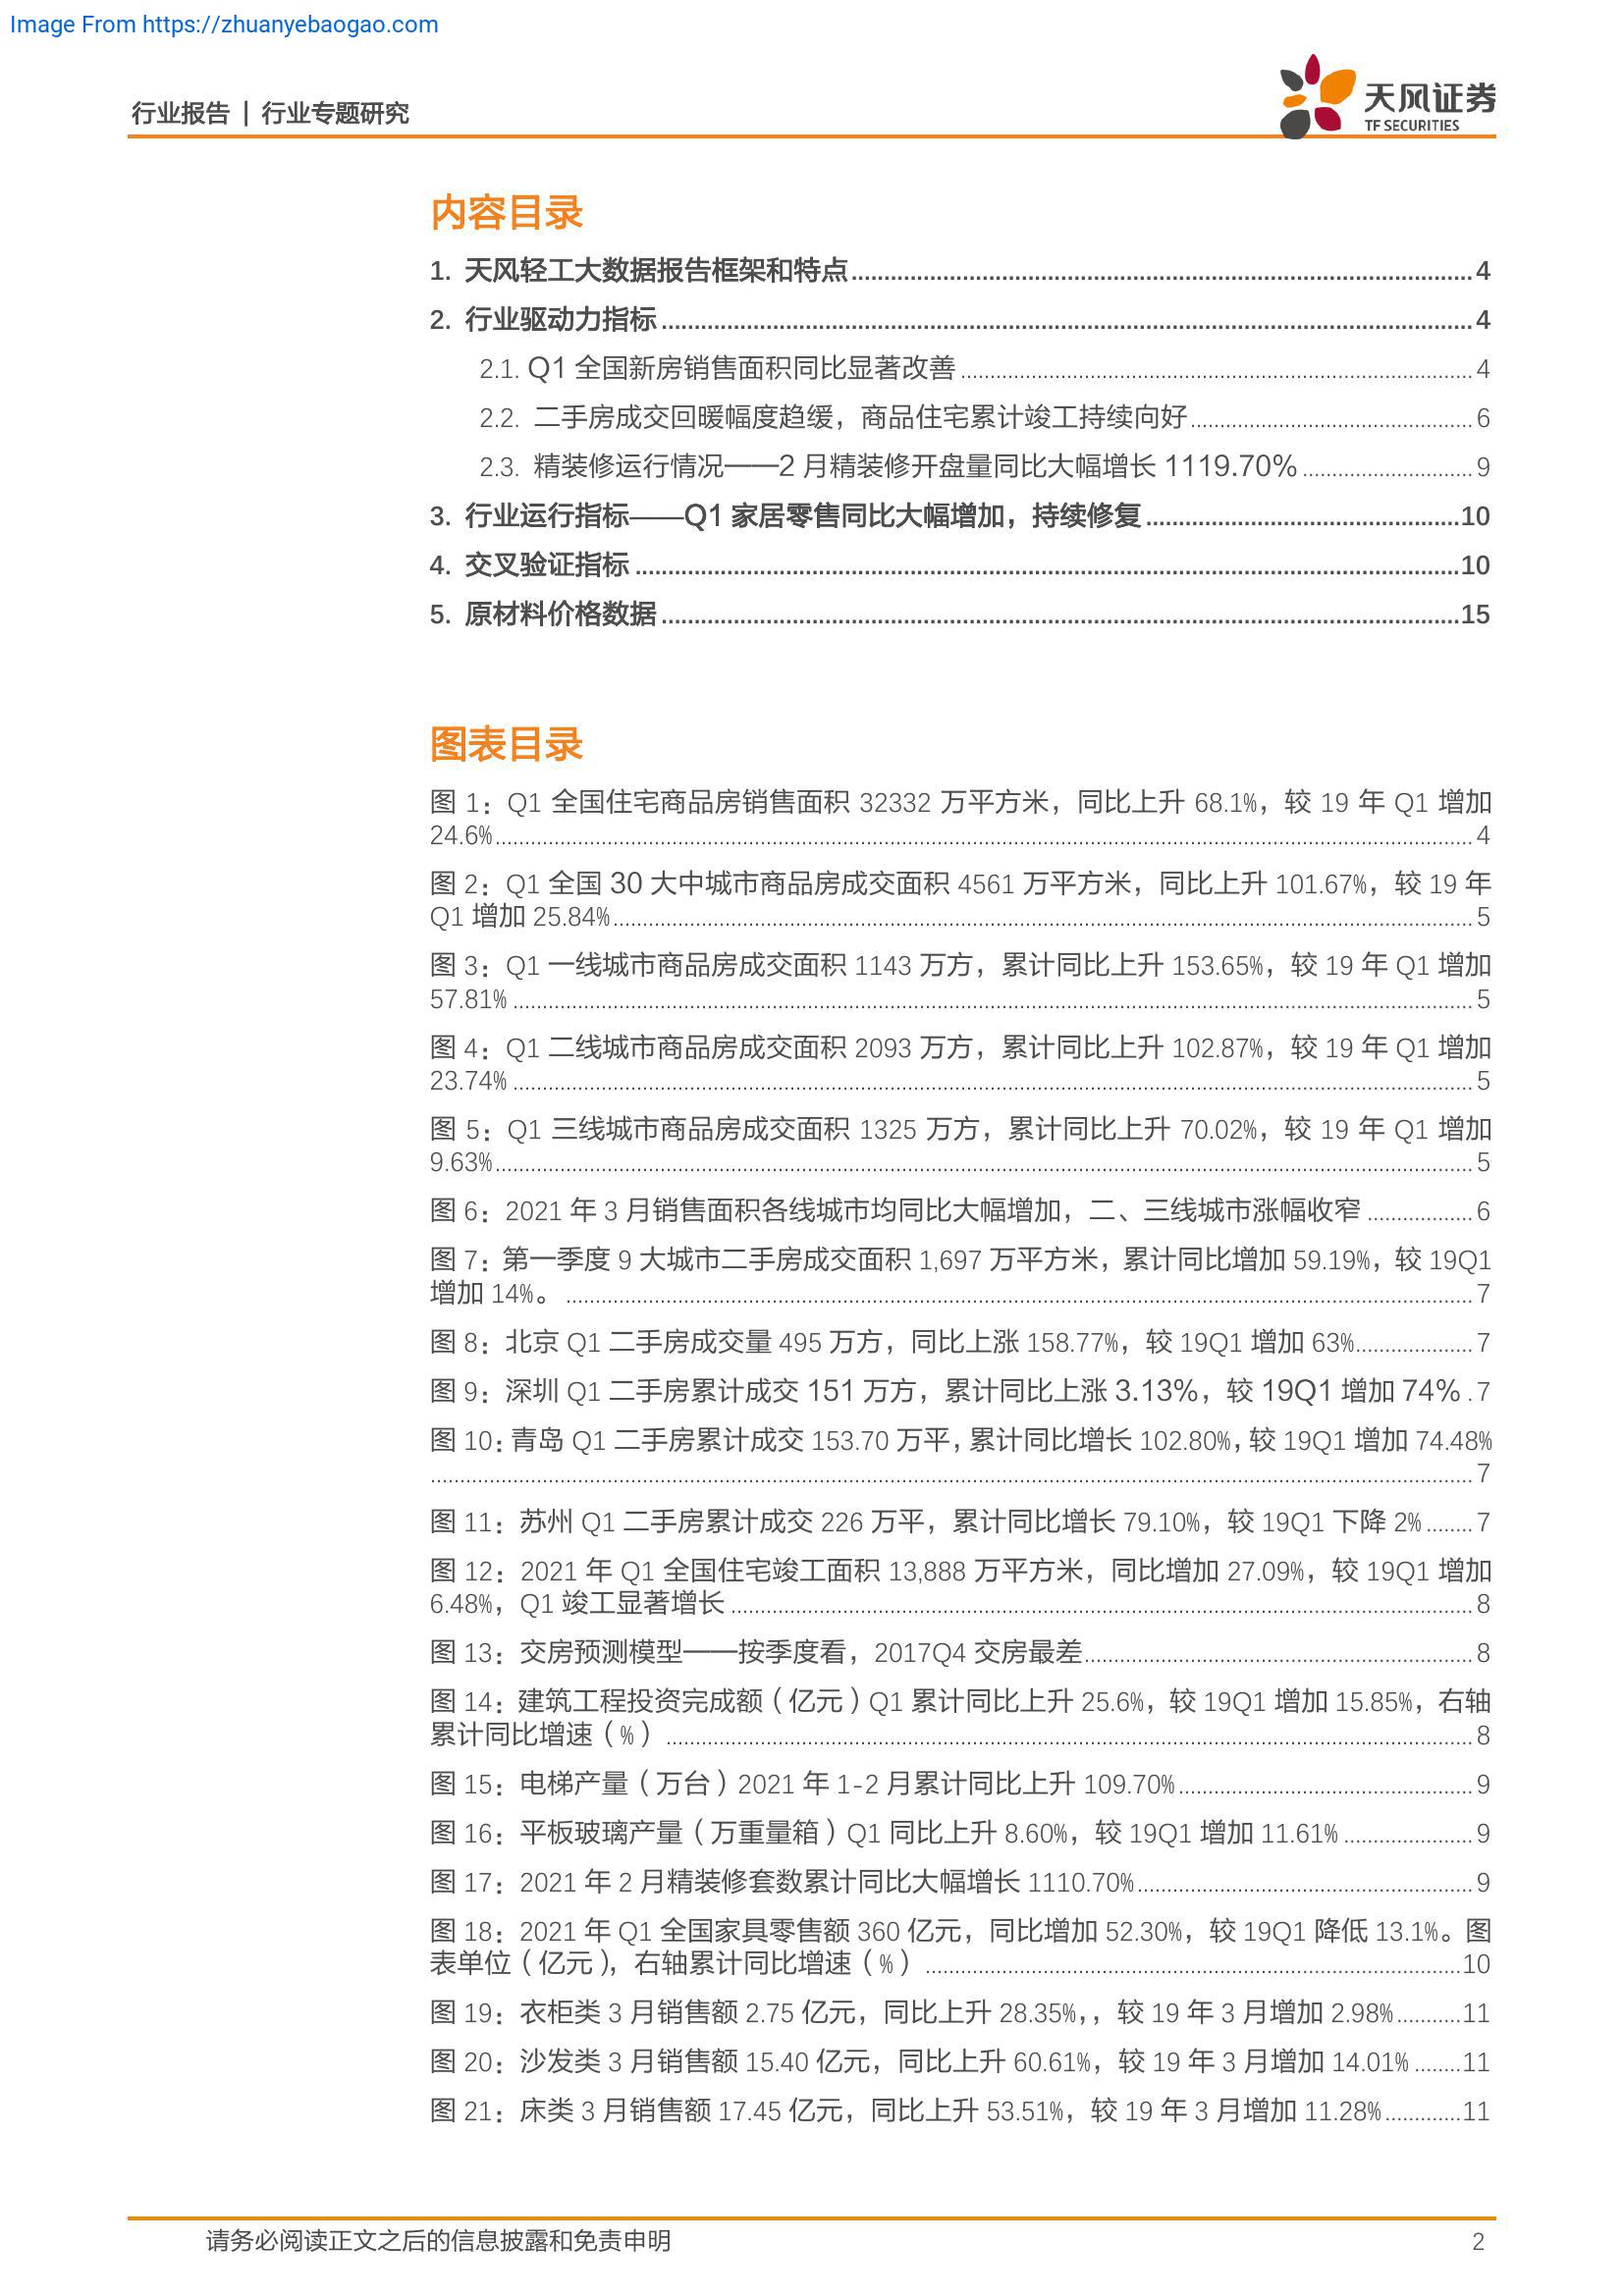 Image From https://zhuanyebaogao.com
行业报告 | 行业专题研究
天风证券
TF SECURITIES
内容目录
1. 天风轻工大数据报告框架和特点 4
2. 行业驱动力指标 4
2.1. Q1 全国新房销售面积同比显著改善 4
2.2. 二手房成交回暖幅度趋缓，商品住宅累计竣工持续向好 6
2.3. 精装修运行情况——2 月精装修开盘量同比大幅增长 1119.70% 9
3. 行业运行指标——Q1 家居零售同比大幅增加，持续修复 10
4. 交叉验证指标 10
5. 原材料价格数据 15
图表目录
图 1：Q1 全国住宅商品房销售面积 32332 万平方米，同比上升 68.1%，较 19 年 Q1 增加
24.6% 4
图 2：Q1 全国 30 大中城市商品房成交面积 4561 万平方米，同比上升 101.67%，较 19 年
Q1 增加 25.84% 5
图 3：Q1 一线城市商品房成交面积 1143 万方，累计同比上升 153.65%，较 19 年 Q1 增加
57.81% 5
图 4：Q1 二线城市商品房成交面积 2093 万方，累计同比上升 102.87%，较 19 年 Q1 增加
23.74% 5
图 5：Q1 三线城市商品房成交面积 1325 万方，累计同比上升 70.02%，较 19 年 Q1 增加
9.63% 5
图 6：2021 年 3 月销售面积各线城市均同比大幅增加，二、三线城市涨幅收窄 6
图 7：第一季度 9 大城市二手房成交面积 1,697 万平方米，累计同比增加 59.19%，较 19Q1
增加 14%。 7
图 8：北京 Q1 二手房成交量 495 万方，同比上涨 158.77%，较 19Q1 增加 63% 7
图 9：深圳 Q1 二手房累计成交 151 万方，累计同比上涨 3.13%，较 19Q1 增加 74% 7
图 10：青岛 Q1 二手房累计成交 153.70 万平，累计同比增长 102.80%，较 19Q1 增加 74.48%
7
图 11：苏州 Q1 二手房累计成交 226 万平，累计同比增长 79.10%，较 19Q1 下降 2% 7
图 12：2021 年 Q1 全国住宅竣工面积 13,888 万平方米，同比增加 27.09%，较 19Q1 增加
6.48%，Q1 竣工显著增长 8
图 13：交房预测模型——按季度看，2017Q4 交房最差 8
图 14：建筑工程投资完成额（亿元）Q1 累计同比上升 25.6%，较 19Q1 增加 15.85%，右轴
累计同比增速（%） 8
图 15：电梯产量（万台）2021 年 1-2 月累计同比上升 109.70% 9
图 16：平板玻璃产量（万重量箱）Q1 同比上升 8.60%，较 19Q1 增加 11.61% 9
图 17：2021 年 2 月精装修套数累计同比大幅增长 1110.70% 9
图 18：2021 年 Q1 全国家具零售额 360 亿元，同比增加 52.30%，较 19Q1 降低 13.1%。图
表单位（亿元），右轴累计同比增速（%） 10
图 19：衣柜类 3 月销售额 2.75 亿元，同比上升 28.35%，，较 19 年 3 月增加 2.98% 11
图 20：沙发类 3 月销售额 15.40 亿元，同比上升 60.61%，较 19 年 3 月增加 14.01% 11
图 21：床类 3 月销售额 17.45 亿元，同比上升 53.51%，较 19 年 3 月增加 11.28% 11
请务必阅读正文之后的信息披露和免责申明 2